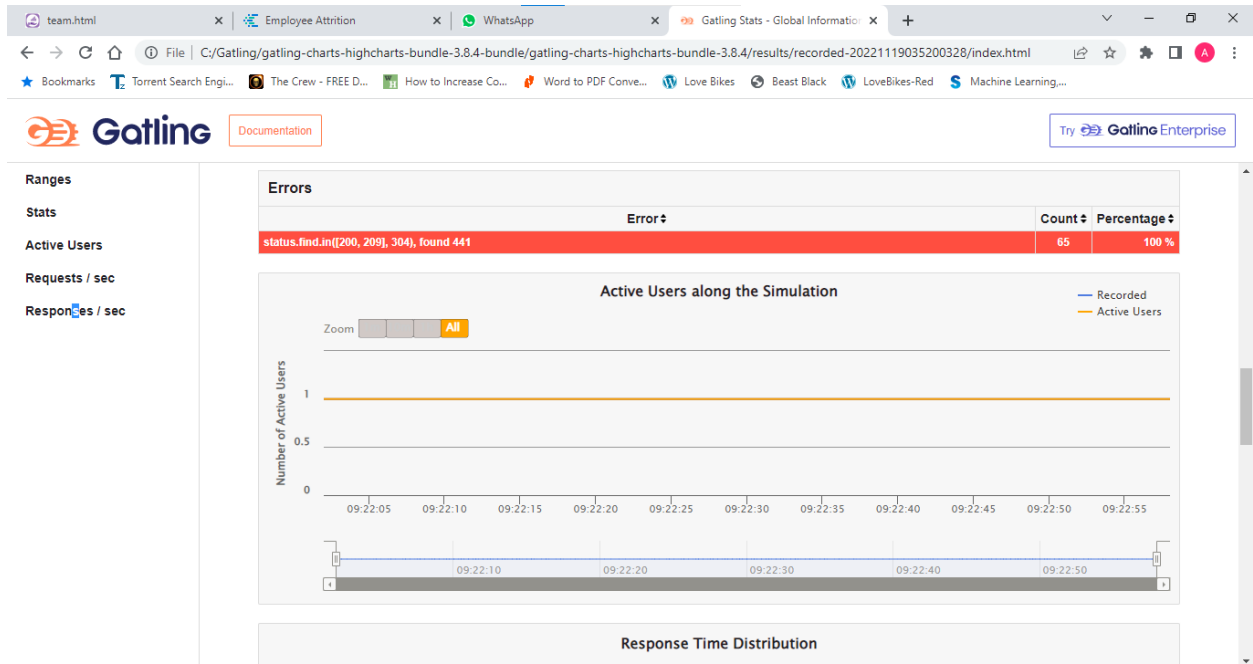 team.html
Employee Attrition
WhatsApp
Gatling Stats - Global Information
File
C:/Gatling/gatling-charts-highcharts-bundle-3.8.4-bundle/gatling-charts-highcharts-bundle-3.8.4/results/recorded-20221119035200328/index.html
A
Bookmarks
Torrent Search Engi...
The Crew - FREE D...
How to Increase Co...
Word to PDF Conve...
Love Bikes
Beast Black
LoveBikes-Red
Machine Learning,...
Gatling
Documentation
Try Gatling Enterprise
Ranges
Stats
Active Users
Requests / sec
Responses / sec
Errors
Error Count Percentage
status.find.in([200, 209], 304), found 441 65 100 %
Active Users along the Simulation
Recorded
Active Users
Zoom All
Number of Active Users
1
0.5
0
09:22:05 09:22:10 09:22:15 09:22:20 09:22:25 09:22:30 09:22:35 09:22:40 09:22:45 09:22:50 09:22:55
09:22:10 09:22:20 09:22:30 09:22:40 09:22:50
Response Time Distribution